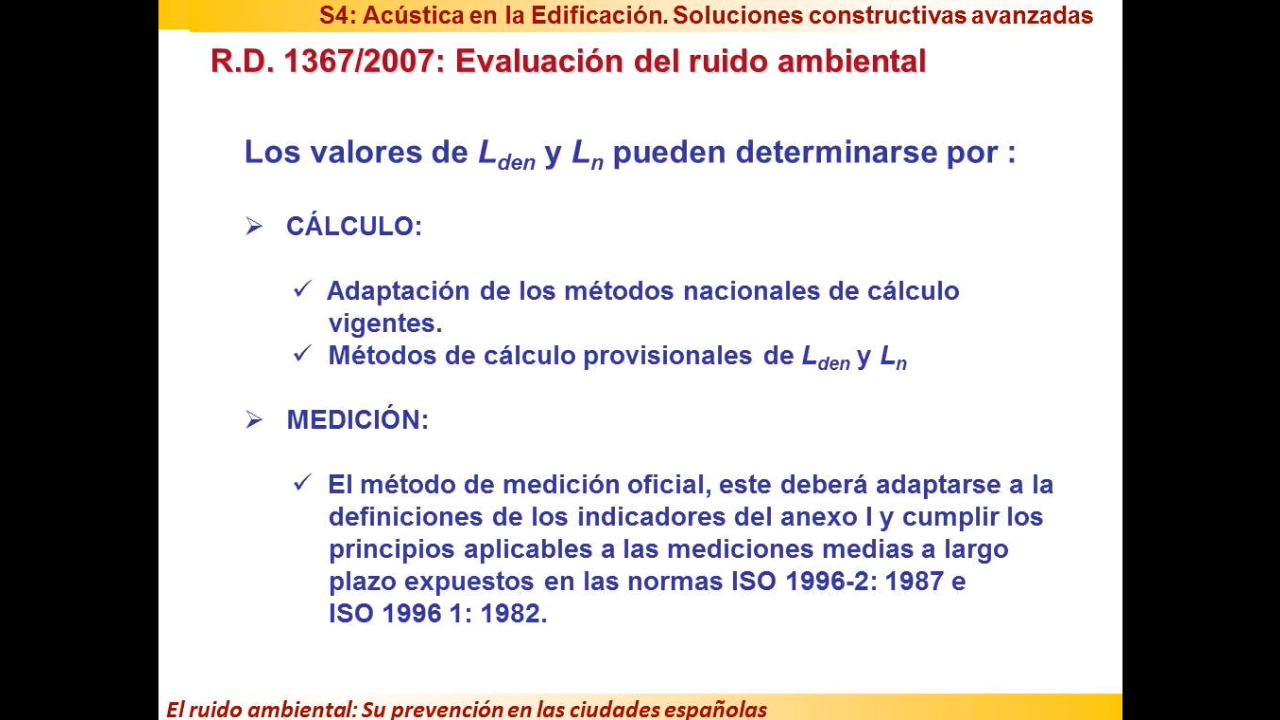 S4: Acústica en la Edificación. Soluciones constructivas avanzadas
R.D. 1367/2007: Evaluación del ruido ambiental
Los valores de Lden y Ln pueden determinarse por :
➢ CÁLCULO:
✓ Adaptación de los métodos nacionales de cálculo
vigentes.
✓ Métodos de cálculo provisionales de Lden y Ln
➢ MEDICIÓN:
✓ El método de medición oficial, este deberá adaptarse a la
definiciones de los indicadores del anexo I y cumplir los
principios aplicables a las mediciones medias a largo
plazo expuestos en las normas ISO 1996-2: 1987 e
ISO 1996 1: 1982.
El ruido ambiental: Su prevención en las ciudades españolas